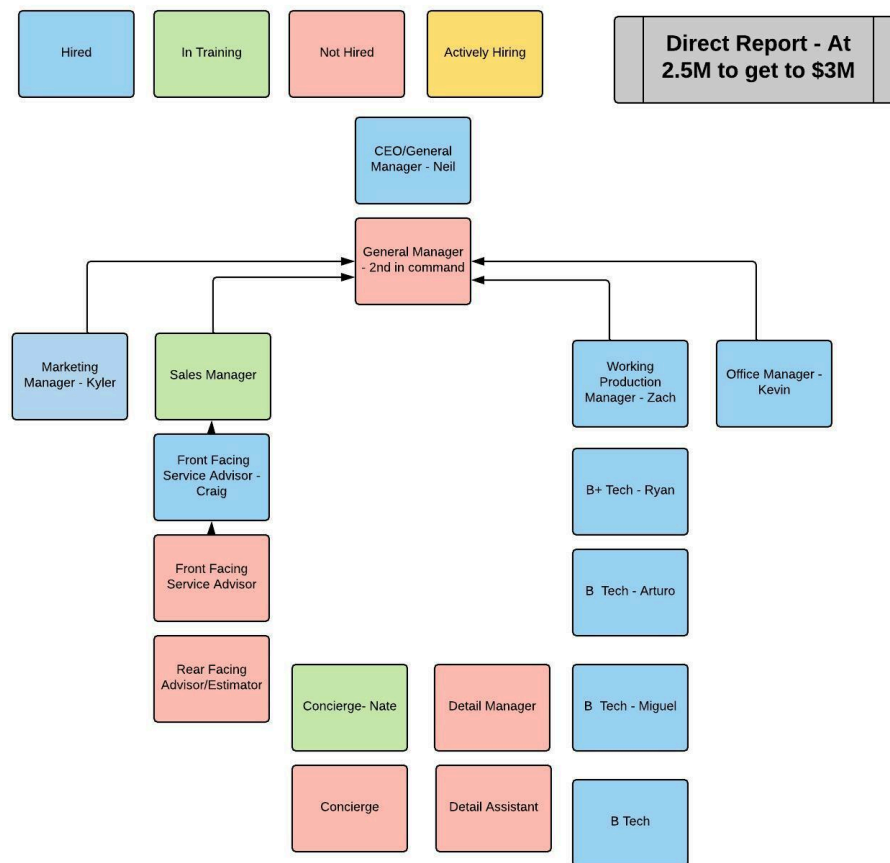 Hired
In Training
Not Hired
Actively Hiring
Direct Report - At
2.5M to get to $3M
CEO/General
Manager - Neil
General Manager
- 2nd in command
Marketing
Manager - Kyler
Sales Manager
Working
Production
Manager - Zach
Office Manager -
Kevin
Front Facing
Service Advisor -
Craig
B+ Tech - Ryan
Front Facing
Service Advisor
B Tech - Arturo
Rear Facing
Advisor/Estimator
Concierge- Nate
Detail Manager
B Tech - Miguel
Concierge
Detail Assistant
B Tech